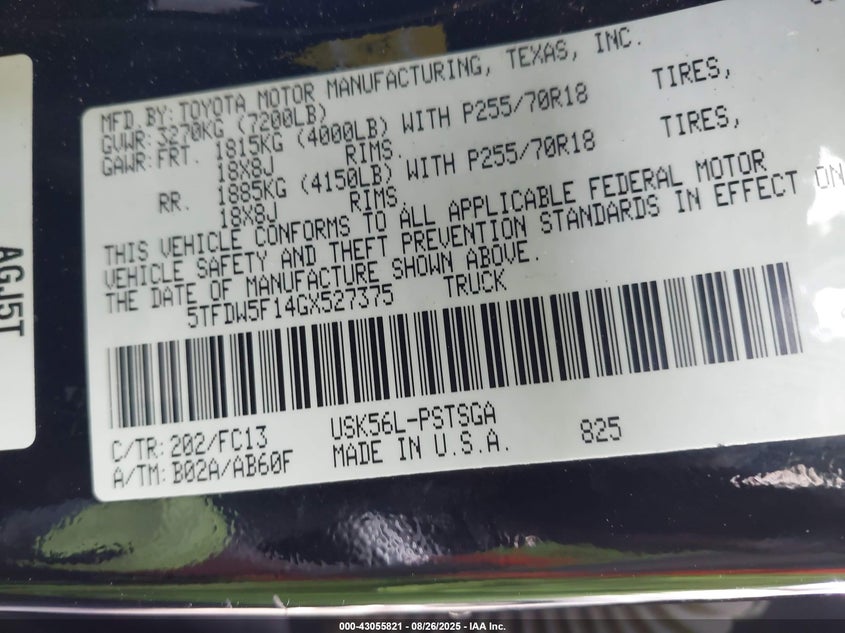 MFD. BY: TOYOTA MOTOR MANUFACTURING, TEXAS, INC.
GVWR: 3270KG (7200LB)
GAWR: FRT. 1815KG (4000LB) WITH P255/70R18 TIRES,
18X8J RIMS.
RR. 1885KG (4150LB) WITH P255/70R18 TIRES,
18X8J RIMS.
THIS VEHICLE CONFORMS TO ALL APPLICABLE FEDERAL MOTOR
VEHICLE SAFETY AND THEFT PREVENTION STANDARDS IN EFFECT ON
THE DATE OF MANUFACTURE SHOWN ABOVE.
5TFDW5F14GX527375 TRUCK
C/TR: 202/FC13 USK56L-PSTSGA 825
A/TM: B02A/AB60F MADE IN U.S.A.
AGJ5T
000-43055821 - 08/26/2025 - IAA Inc.